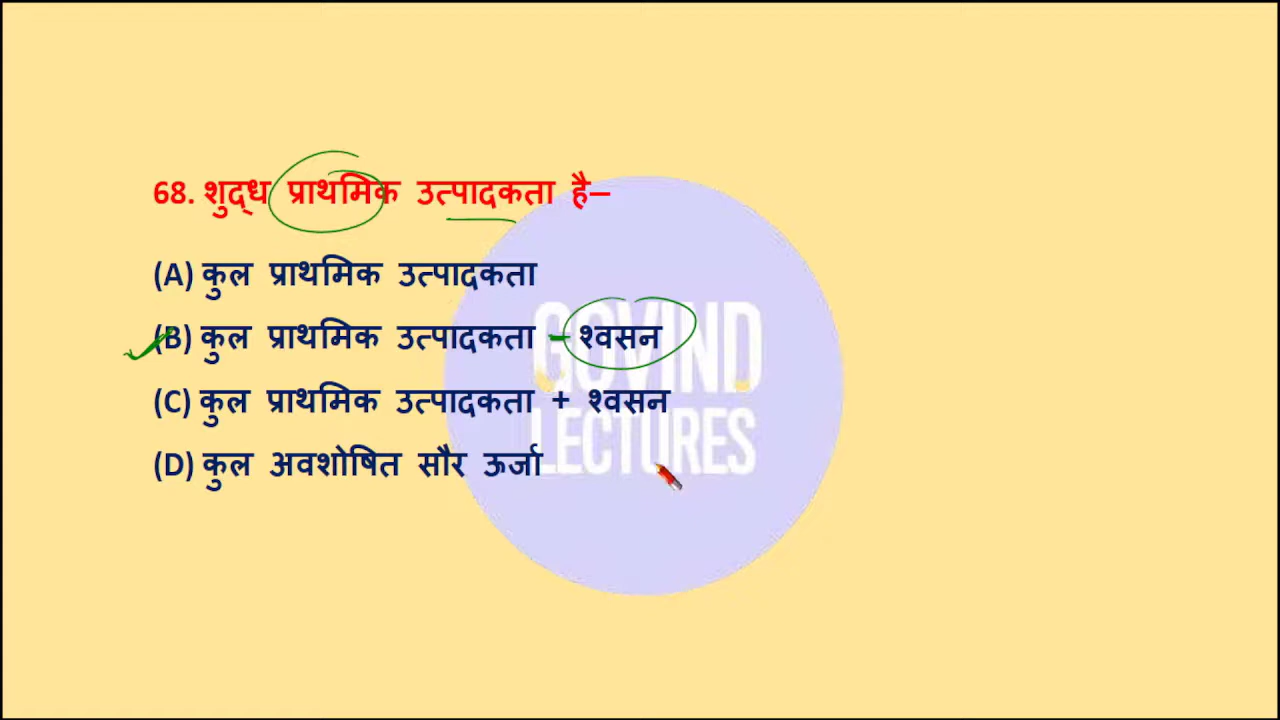 68. शुद्ध प्राथमिक उत्पादकता है–
(A) कुल प्राथमिक उत्पादकता
(B) कुल प्राथमिक उत्पादकता – श्वसन
(C) कुल प्राथमिक उत्पादकता + श्वसन
(D) कुल अवशोषित सौर ऊर्जा
GOVIND
LECTURES